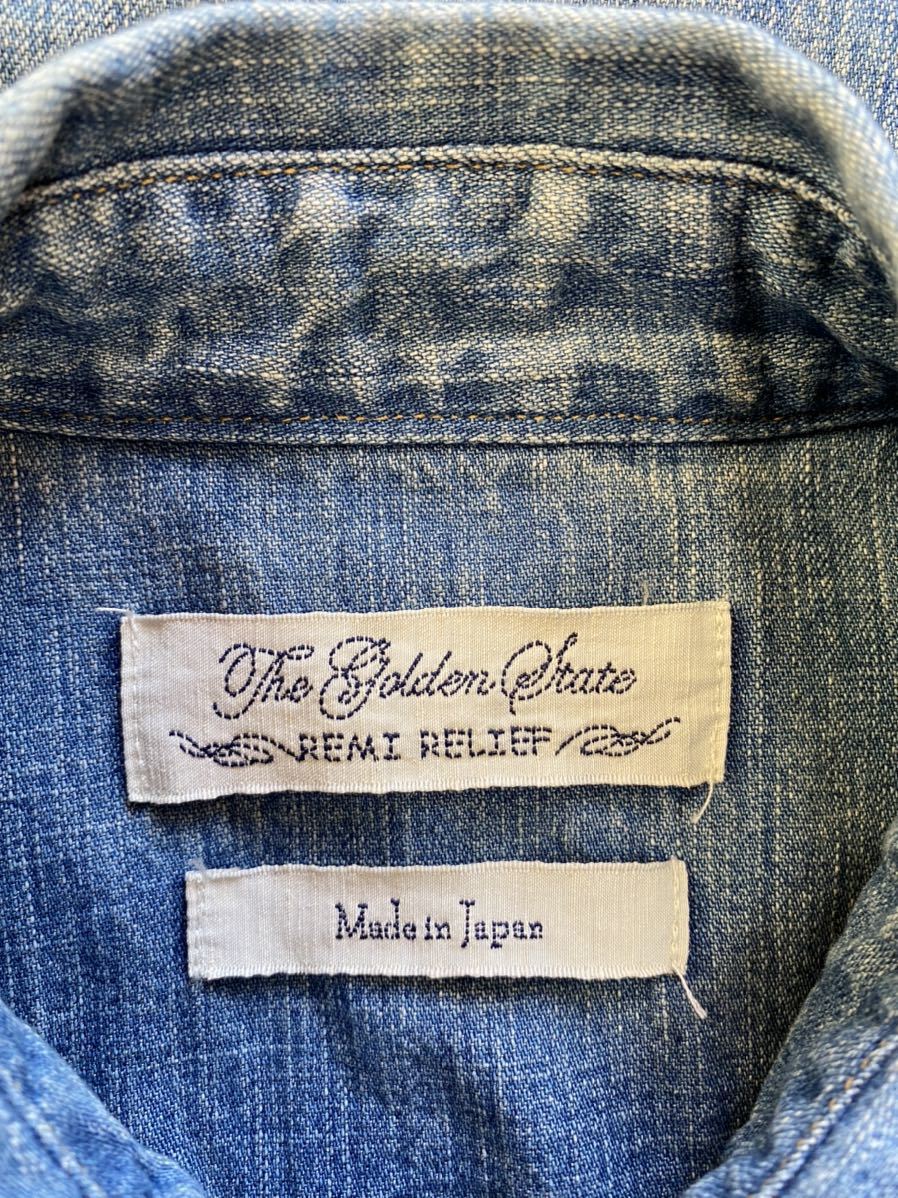 The Golden State
REMI RELIEF
Made in Japan